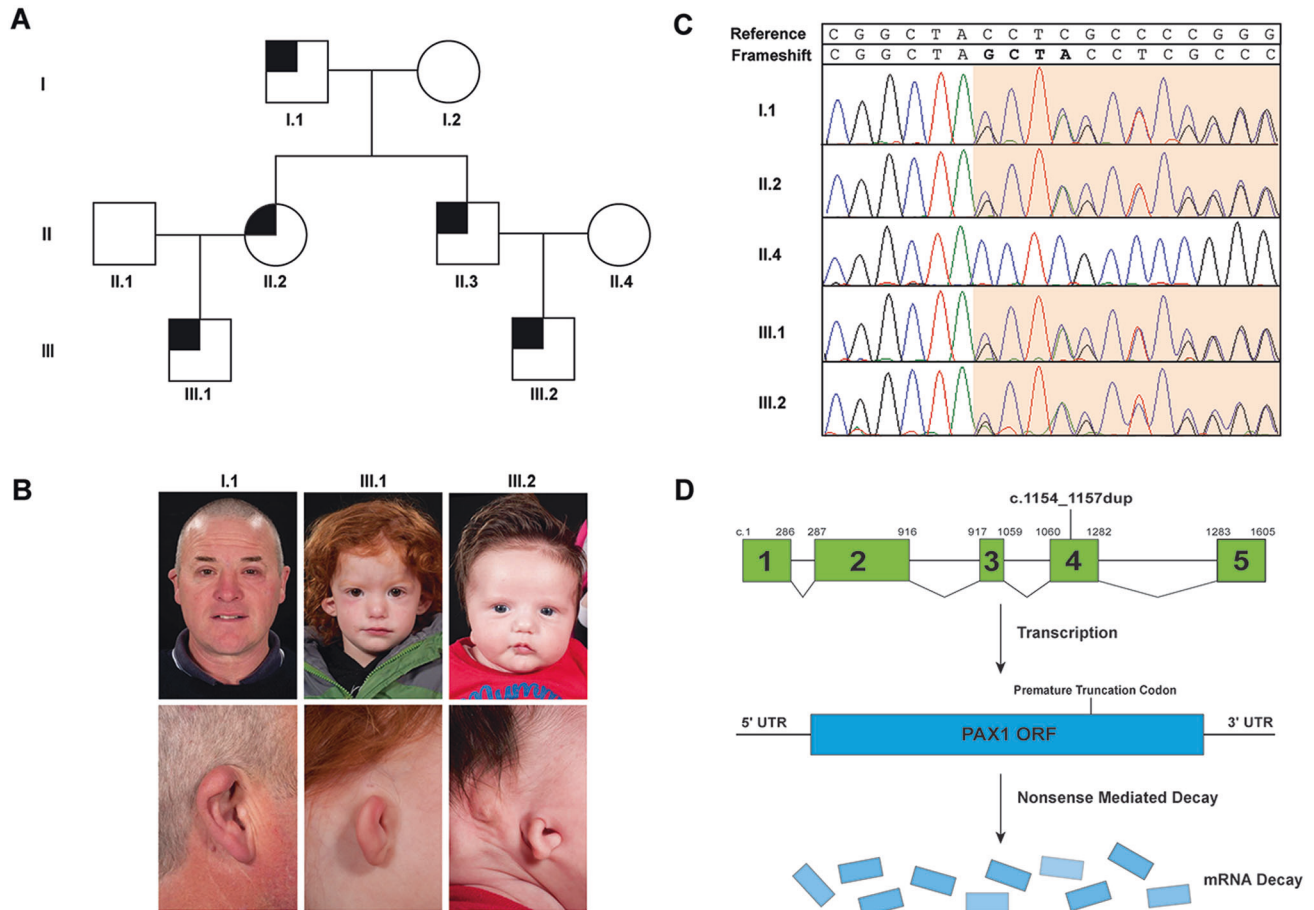 A
I
I.1
I.2
II
II.1
II.2
II.3
II.4
III
III.1
III.2
B
I.1
III.1
III.2
C
Reference C G G C T A C C T C G C C C C G G G
Frameshift C G G C T A G C T A C C T C G C C C
I.1
II.2
II.4
III.1
III.2
D
c.1154_1157dup
c.1 286 287 916 917 1059 1060 1282 1283 1605
1 2 3 4 5
Transcription
Premature Truncation Codon
5' UTR PAX1 ORF 3' UTR
Nonsense Mediated Decay
mRNA Decay